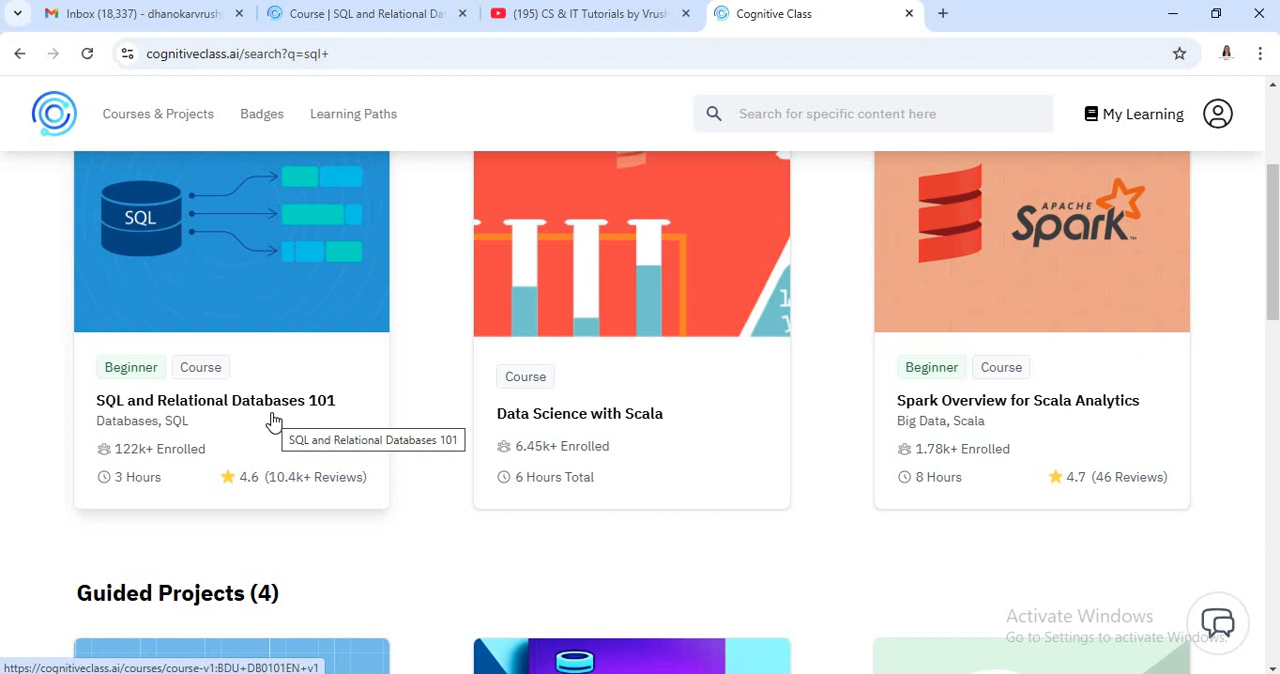 Inbox (18,337) - dhanokarvrush
Course | SQL and Relational Dat
(195) CS & IT Tutorials by Vrush
Cognitive Class
cognitiveclass.ai/search?q=sql+
Courses & Projects
Badges
Learning Paths
Search for specific content here
My Learning
SQL
APACHE
Spark
Beginner
Course
SQL and Relational Databases 101
Databases, SQL
SQL and Relational Databases 101
122k+ Enrolled
3 Hours
4.6 (10.4k+ Reviews)
Course
Data Science with Scala
6.45k+ Enrolled
6 Hours Total
Beginner
Course
Spark Overview for Scala Analytics
Big Data, Scala
1.78k+ Enrolled
8 Hours
4.7 (46 Reviews)
Guided Projects (4)
Activate Windows
Go to Settings to activate Windows.
https://cognitiveclass.ai/courses/course-v1:BDU+DB0101EN+v1